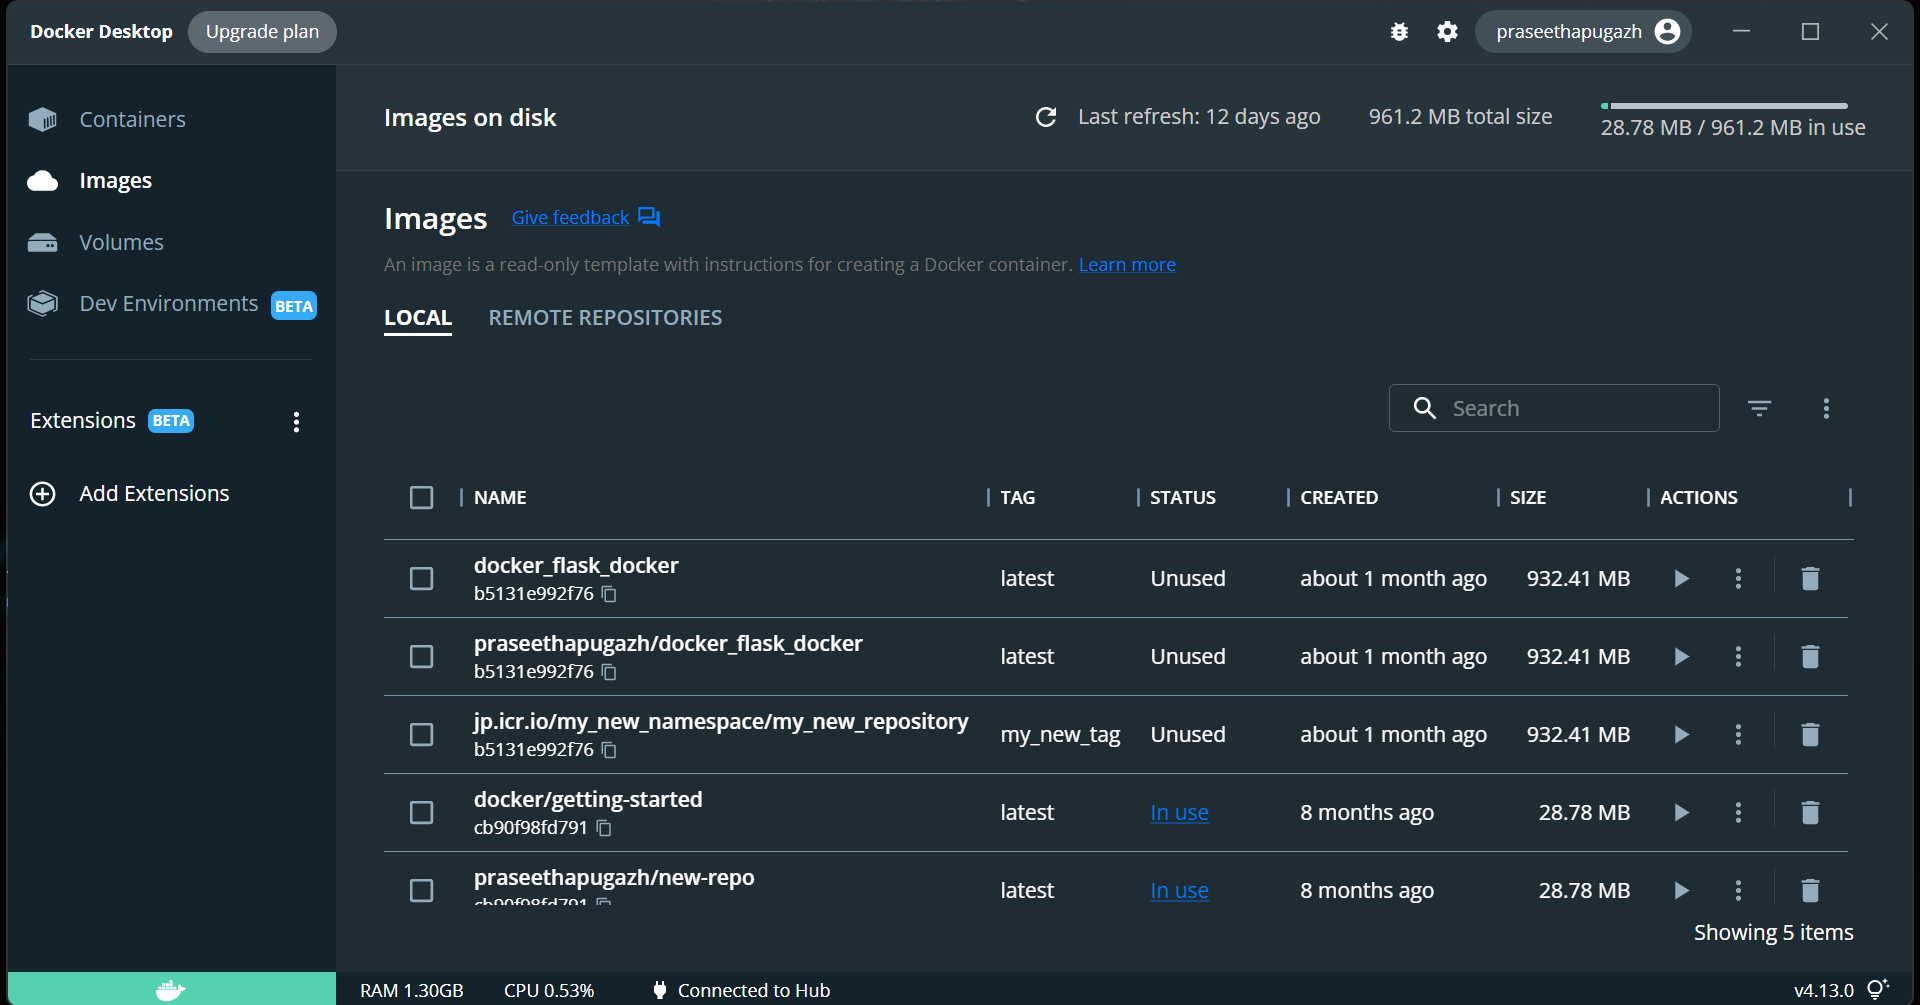 Docker Desktop Upgrade plan praseethapugazh
Containers
Images
Volumes
Dev Environments BETA
Extensions BETA
Add Extensions
Images on disk Last refresh: 12 days ago 961.2 MB total size 28.78 MB / 961.2 MB in use
Images Give feedback
An image is a read-only template with instructions for creating a Docker container. Learn more
LOCAL REMOTE REPOSITORIES
Search
NAME TAG STATUS CREATED SIZE ACTIONS
docker_flask_docker latest Unused about 1 month ago 932.41 MB
b5131e992f76
praseethapugazh/docker_flask_docker latest Unused about 1 month ago 932.41 MB
b5131e992f76
jp.icr.io/my_new_namespace/my_new_repository my_new_tag Unused about 1 month ago 932.41 MB
b5131e992f76
docker/getting-started latest In use 8 months ago 28.78 MB
cb90f98fd791
praseethapugazh/new-repo latest In use 8 months ago 28.78 MB
cb90f98fd791
Showing 5 items
RAM 1.30GB CPU 0.53% Connected to Hub v4.13.0